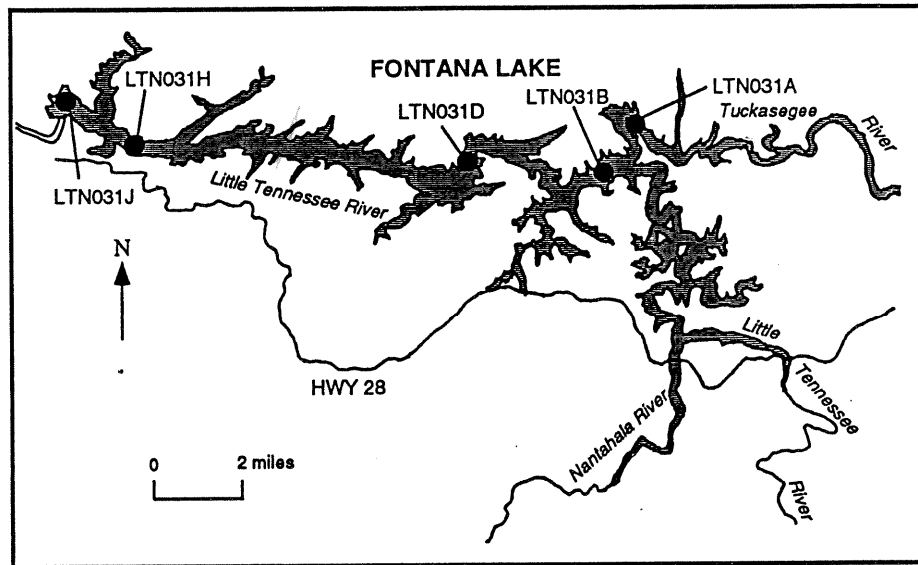 FONTANA LAKE
LTN031H
LTN031D
LTN031B
LTN031A
Tuckasegee
River
LTN031J
Little Tennessee River
N
HWY 28
Little
Tennessee
River
Nantahala River
0 2 miles